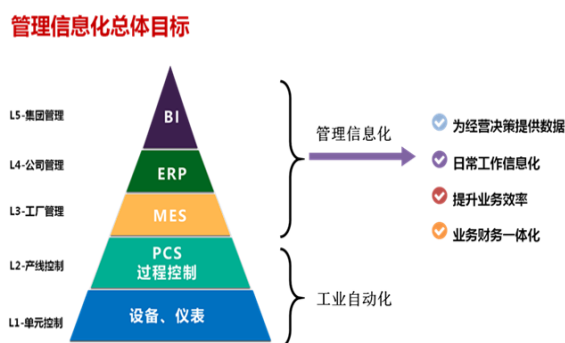 管理信息化总体目标
L5-集团管理
BI
L4-公司管理
ERP
L3-工厂管理
MES
L2-产线控制
PCS
过程控制
L1-单元控制
设备、仪表
管理信息化
工业自动化
为经营决策提供数据
日常工作信息化
提升业务效率
业务财务一体化